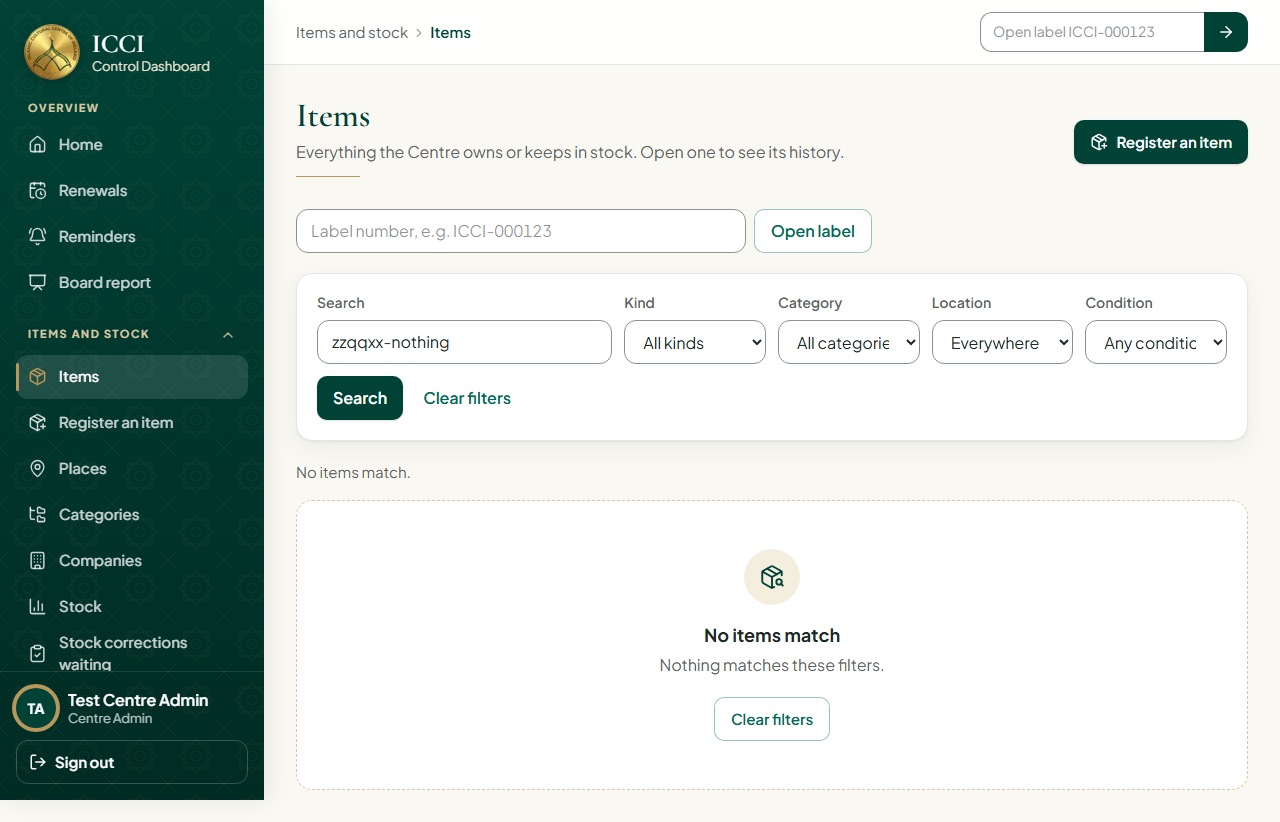 ICCI
Control Dashboard
OVERVIEW
Home
Renewals
Reminders
Board report
ITEMS AND STOCK
Items
Register an item
Places
Categories
Companies
Stock
Stock corrections
waiting
TA
Test Centre Admin
Centre Admin
Sign out
Items and stock › Items
Open label ICCI-000123
Items
Everything the Centre owns or keeps in stock. Open one to see its history.
Register an item
Label number, e.g. ICCI-000123
Open label
Search
Kind
Category
Location
Condition
zzqqxx-nothing
All kinds
All categorie
Everywhere
Any conditic
Search
Clear filters
No items match.
No items match
Nothing matches these filters.
Clear filters